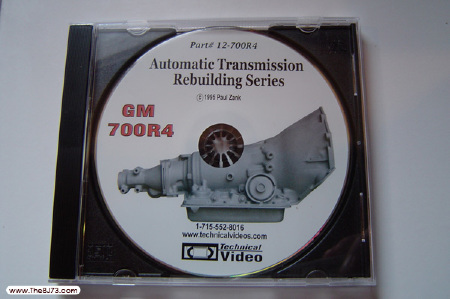 Part# 12-700R4
Automatic Transmission
Rebuilding Series
© 1996 Paul Zank
GM
700R4
1-715-552-8016
www.technicalvideos.com
Technical
Video
www.TheBJ73.com